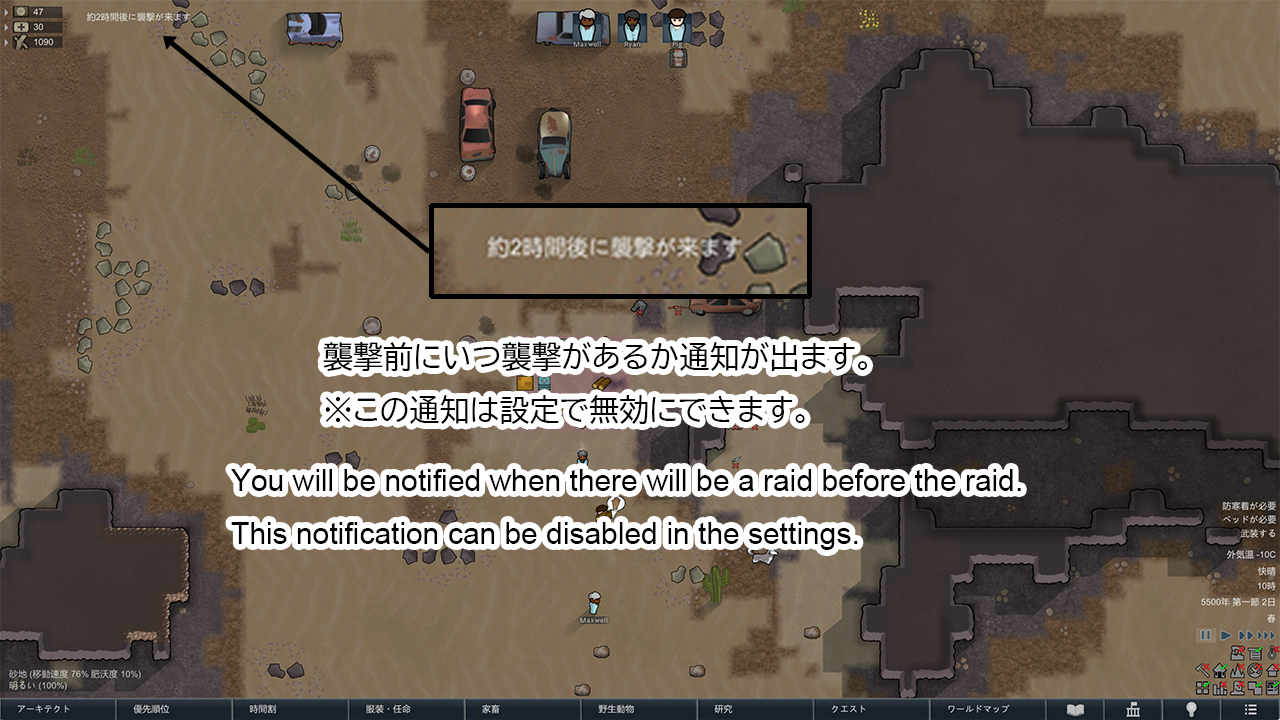 47
30
1090
約2時間後に襲撃が来ます
Maxwell
Ryan
Pig
約2時間後に襲撃が来ます
襲撃前にいつ襲撃があるか通知が出ます。
※この通知は設定で無効にできます。
You will be notified when there will be a raid before the raid.
This notification can be disabled in the settings.
Maxwell
防寒着が必要
ベッドが必要
武装する
外気温 -10C
快晴
10時
5500年 第一節 2日
春
砂地 (移動速度 76% 肥沃度 10%)
明るい (100%)
アーキテクト
優先順位
時間割
服装・任命
家畜
野生動物
研究
クエスト
ワールドマップ